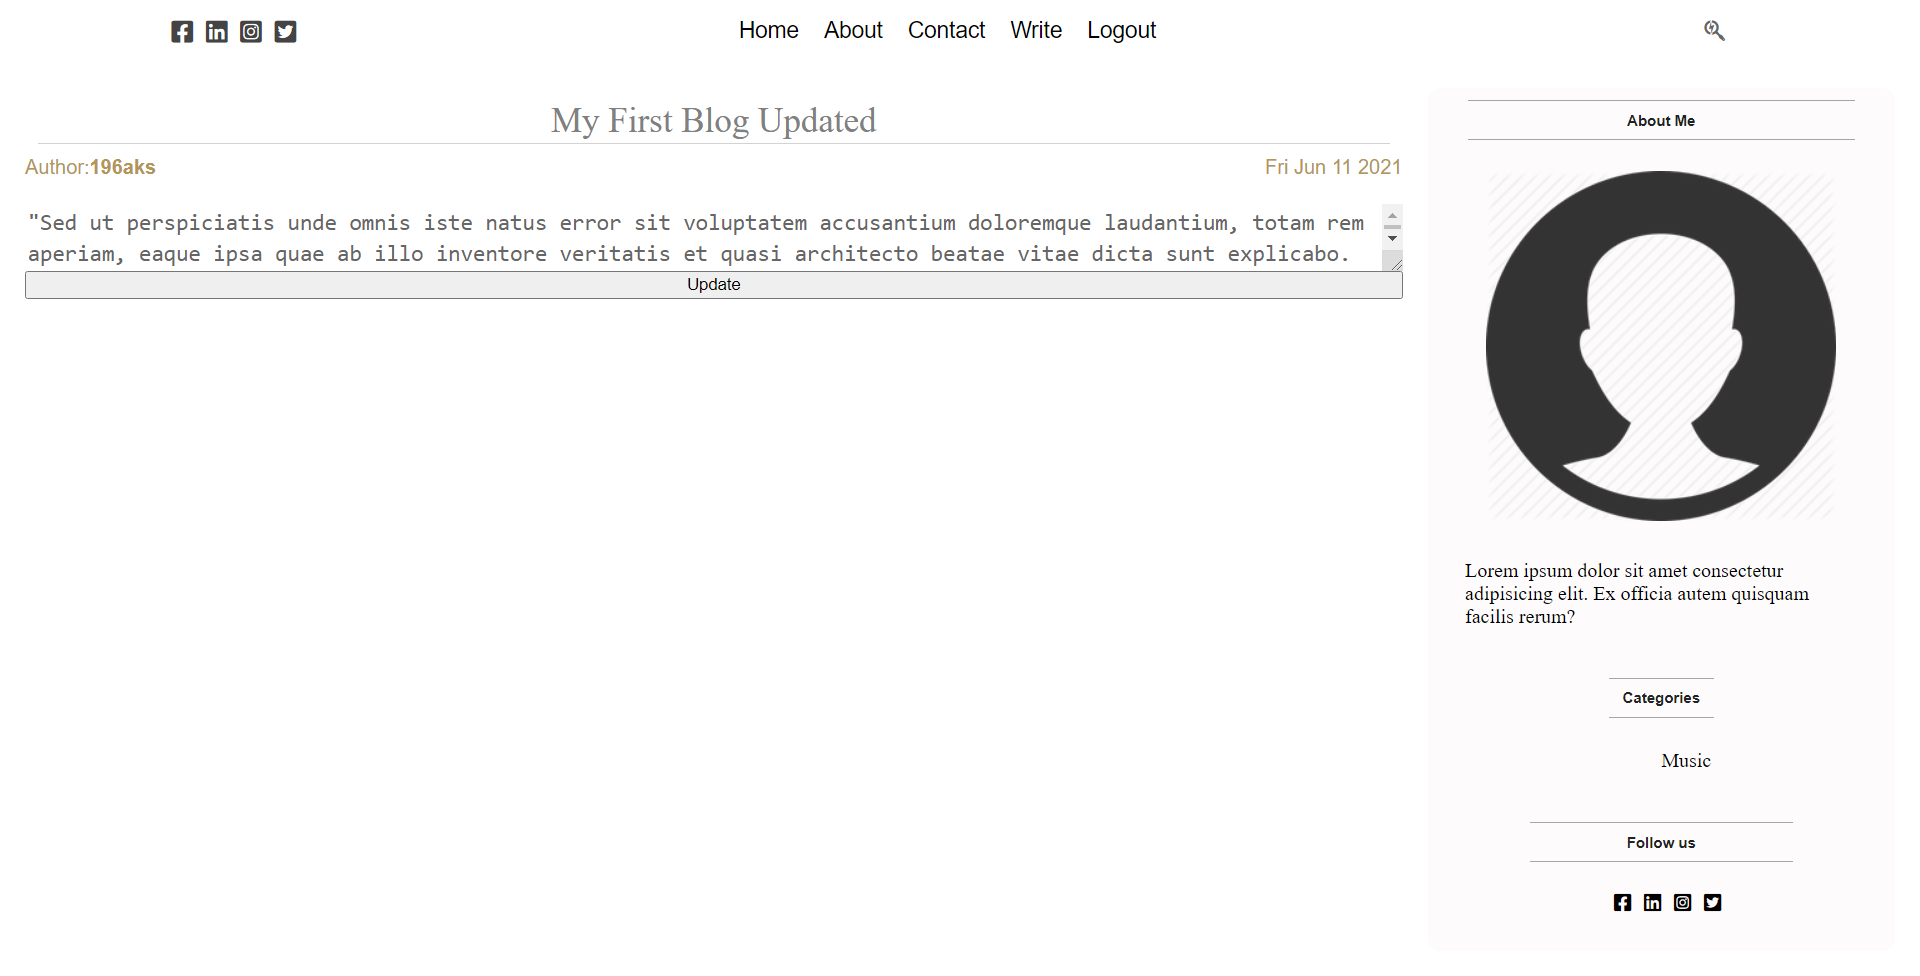 Home About Contact Write Logout
My First Blog Updated
Author:196aks
Fri Jun 11 2021
"Sed ut perspiciatis unde omnis iste natus error sit voluptatem accusantium doloremque laudantium, totam rem
aperiam, eaque ipsa quae ab illo inventore veritatis et quasi architecto beatae vitae dicta sunt explicabo.
Update
About Me
Lorem ipsum dolor sit amet consectetur
adipisicing elit. Ex officia autem quisquam
facilis rerum?
Categories
Music
Follow us